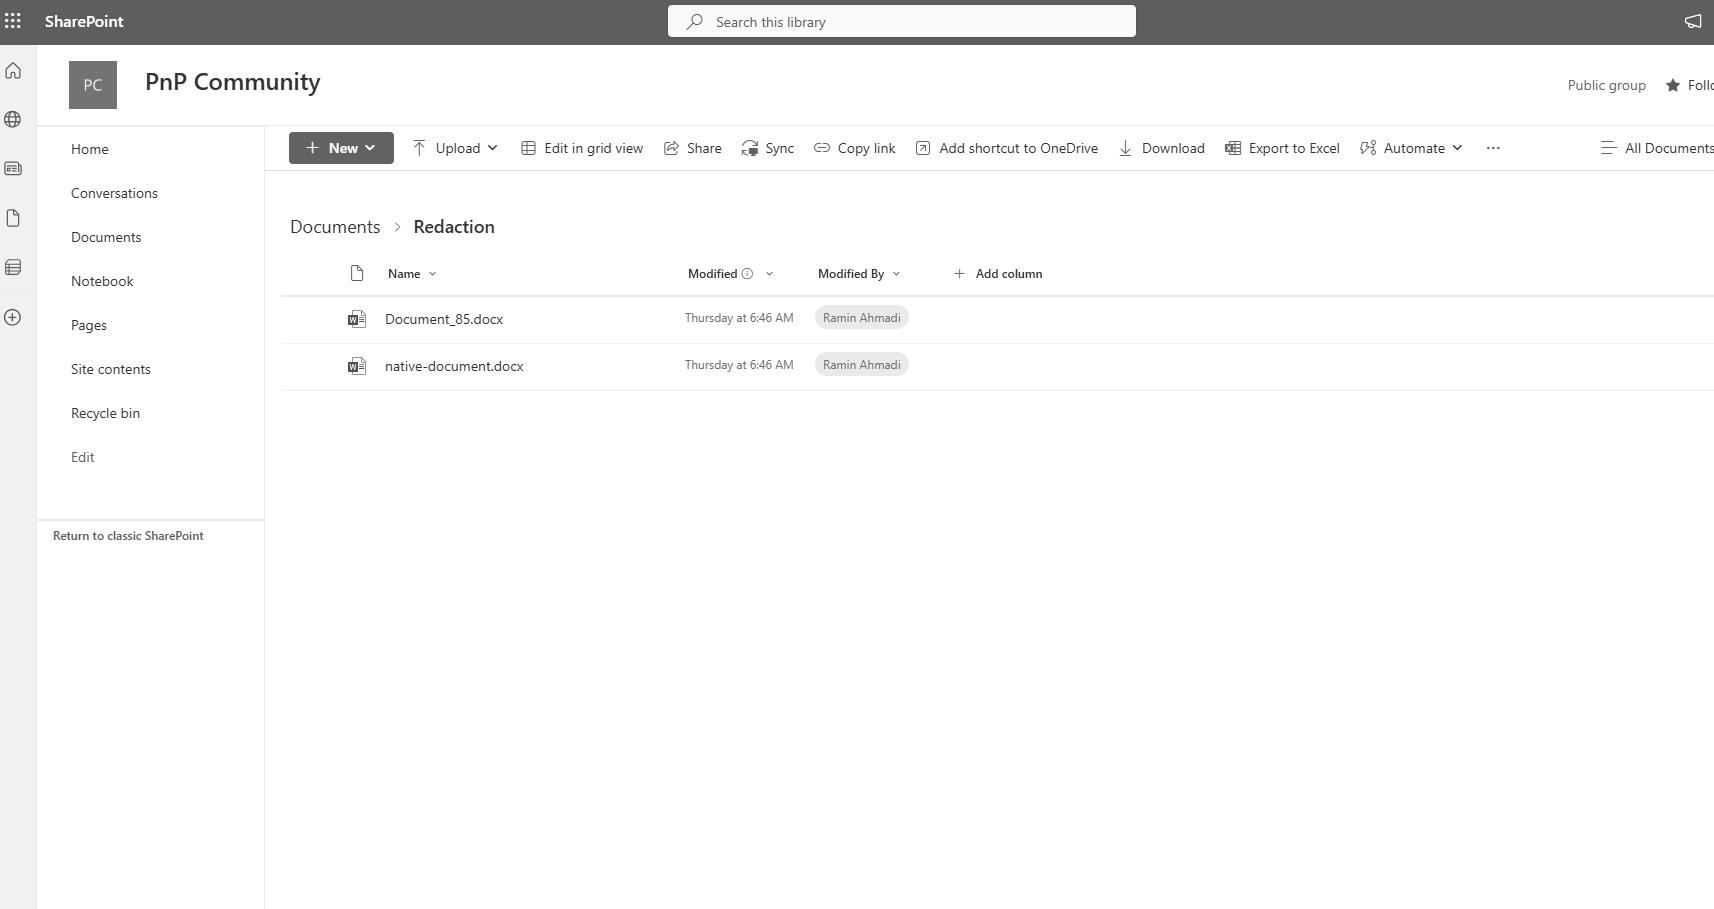 SharePoint
Search this library
PC
PnP Community
Public group
Follo
Home
Conversations
Documents
Notebook
Pages
Site contents
Recycle bin
Edit
Return to classic SharePoint
New
Upload
Edit in grid view
Share
Sync
Copy link
Add shortcut to OneDrive
Download
Export to Excel
Automate
All Documents
Documents > Redaction
Name
Modified
Modified By
Add column
Document_85.docx
Thursday at 6:46 AM
Ramin Ahmadi
native-document.docx
Thursday at 6:46 AM
Ramin Ahmadi